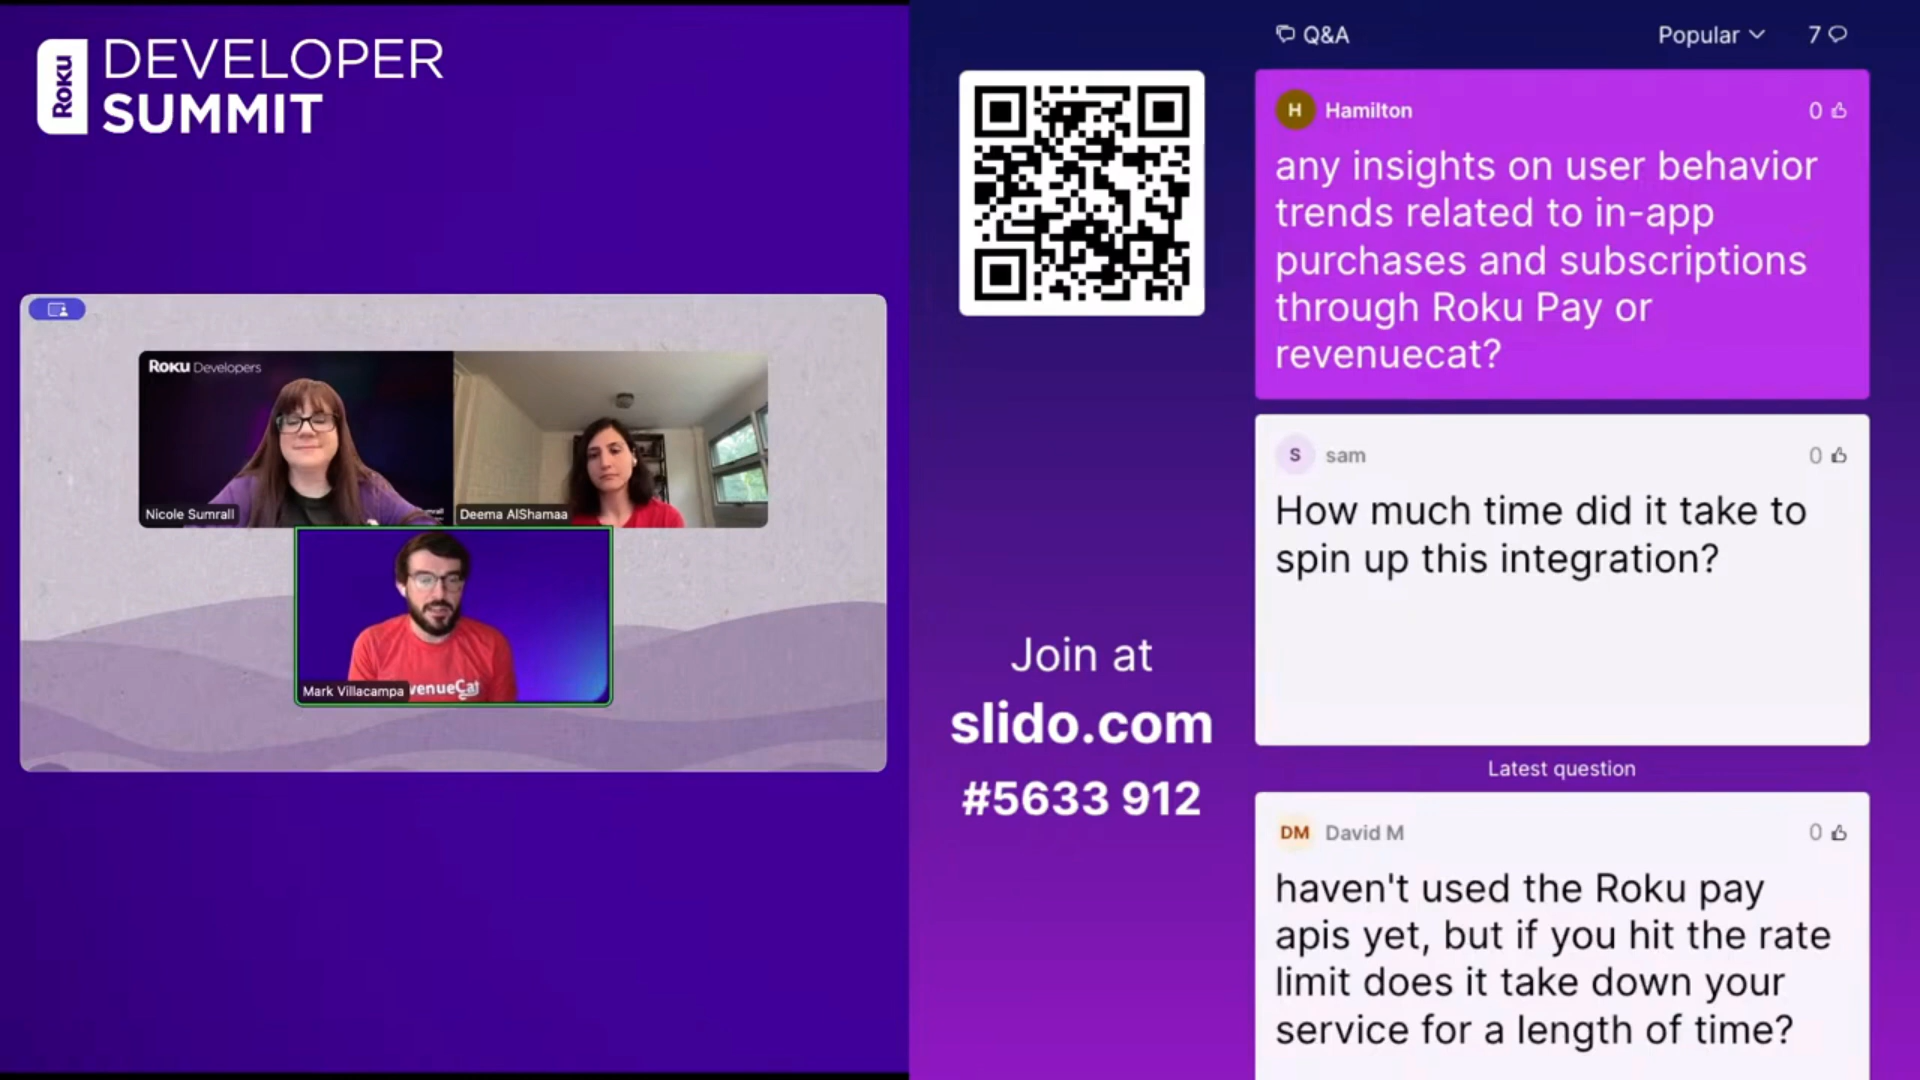 Roku
DEVELOPER
SUMMIT
Roku Developers
Nicole Sumrall
Deema AlShamaa
Mark Villacampa
venueCat
Join at
slido.com
#5633 912
Q&A
Popular
7
H
Hamilton
0
any insights on user behavior
trends related to in-app
purchases and subscriptions
through Roku Pay or
revenuecat?
S
sam
0
How much time did it take to
spin up this integration?
Latest question
DM
David M
0
haven't used the Roku pay
apis yet, but if you hit the rate
limit does it take down your
service for a length of time?